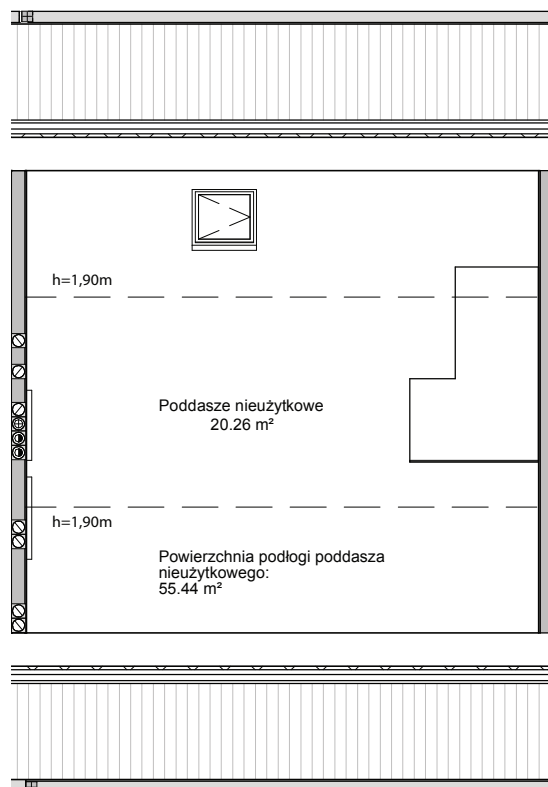 h=1,90m
Poddasze nieużytkowe
20.26 m²
h=1,90m
Powierzchnia podłogi poddasza
nieużytkowego:
55.44 m²